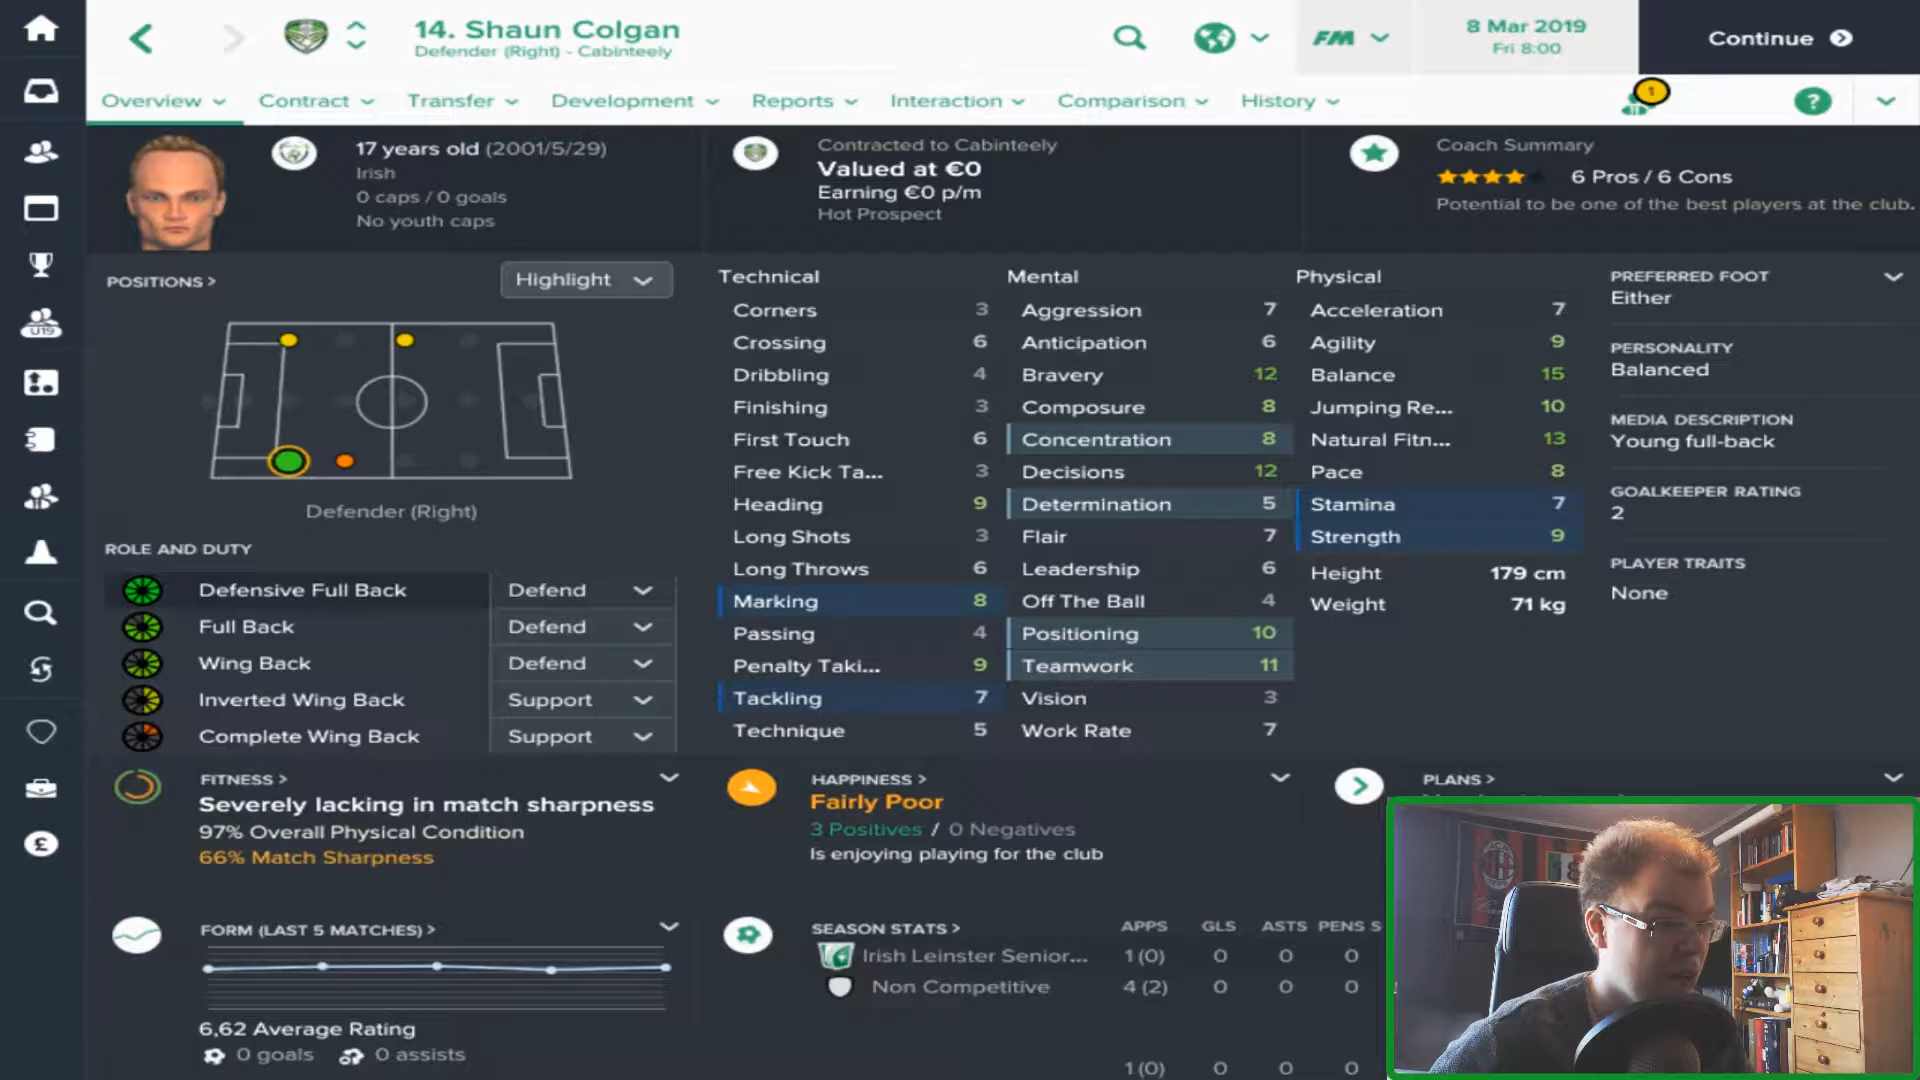 14. Shaun Colgan
Defender (Right) - Cabinteely
FM
8 Mar 2019
Fri 8:00
Continue
Overview
Contract
Transfer
Development
Reports
Interaction
Comparison
History
1
?
17 years old (2001/5/29)
Irish
0 caps / 0 goals
No youth caps
Contracted to Cabinteely
Valued at €0
Earning €0 p/m
Hot Prospect
Coach Summary
6 Pros / 6 Cons
Potential to be one of the best players at the club.
POSITIONS >
Highlight
Defender (Right)
ROLE AND DUTY
Defensive Full Back Defend
Full Back Defend
Wing Back Defend
Inverted Wing Back Support
Complete Wing Back Support
Technical
Corners 3
Crossing 6
Dribbling 4
Finishing 3
First Touch 6
Free Kick Ta... 3
Heading 9
Long Shots 3
Long Throws 6
Marking 8
Passing 4
Penalty Taki... 9
Tackling 7
Technique 5
Mental
Aggression 7
Anticipation 6
Bravery 12
Composure 8
Concentration 8
Decisions 12
Determination 5
Flair 7
Leadership 6
Off The Ball 4
Positioning 10
Teamwork 11
Vision 3
Work Rate 7
Physical
Acceleration 7
Agility 9
Balance 15
Jumping Re... 10
Natural Fitn... 13
Pace 8
Stamina 7
Strength 9
Height 179 cm
Weight 71 kg
PREFERRED FOOT
Either
PERSONALITY
Balanced
MEDIA DESCRIPTION
Young full-back
GOALKEEPER RATING
2
PLAYER TRAITS
None
U19
£
FITNESS >
Severely lacking in match sharpness
97% Overall Physical Condition
66% Match Sharpness
HAPPINESS >
Fairly Poor
3 Positives / 0 Negatives
Is enjoying playing for the club
PLANS >
FORM (LAST 5 MATCHES) >
6,62 Average Rating
0 goals 0 assists
SEASON STATS > APPS GLS ASTS PENS S
Irish Leinster Senior... 1 (0) 0 0 0
Non Competitive 4 (2) 0 0 0
1 (0) 0 0 0